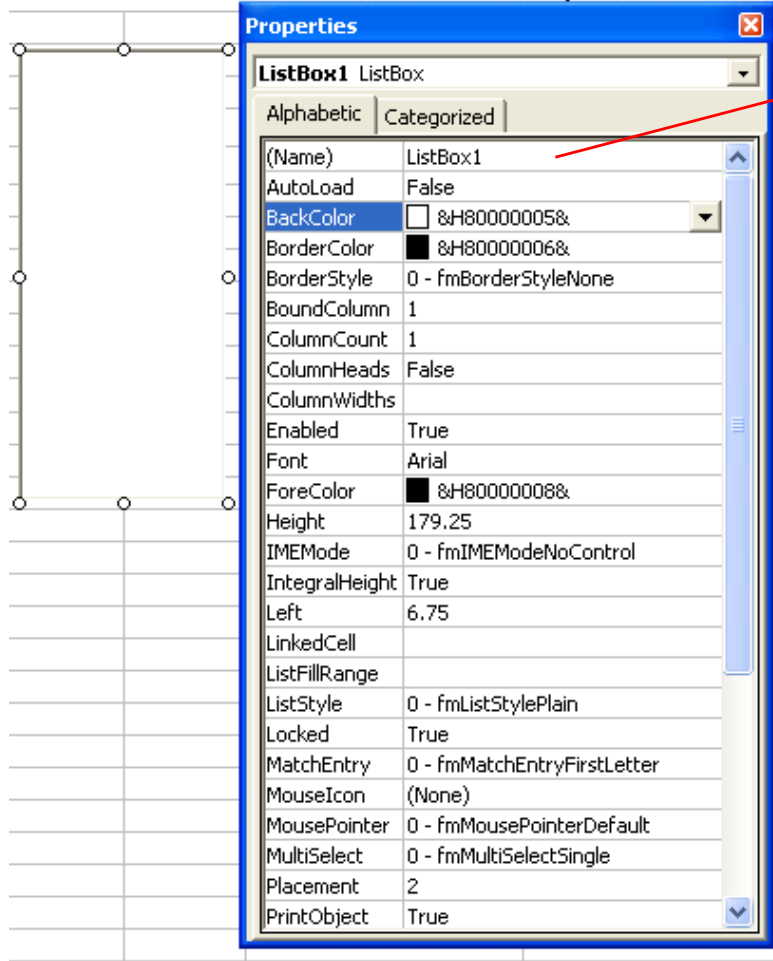 Properties
ListBox1 ListBox
Alphabetic Categorized
(Name) ListBox1
AutoLoad False
BackColor &H80000005&
BorderColor &H80000006&
BorderStyle 0 - fmBorderStyleNone
BoundColumn 1
ColumnCount 1
ColumnHeads False
ColumnWidths
Enabled True
Font Arial
ForeColor &H80000008&
Height 179.25
IMEMode 0 - fmIMEModeNoControl
IntegralHeight True
Left 6.75
LinkedCell
ListFillRange
ListStyle 0 - fmListStylePlain
Locked True
MatchEntry 0 - fmMatchEntryFirstLetter
MouseIcon (None)
MousePointer 0 - fmMousePointerDefault
MultiSelect 0 - fmMultiSelectSingle
Placement 2
PrintObject True